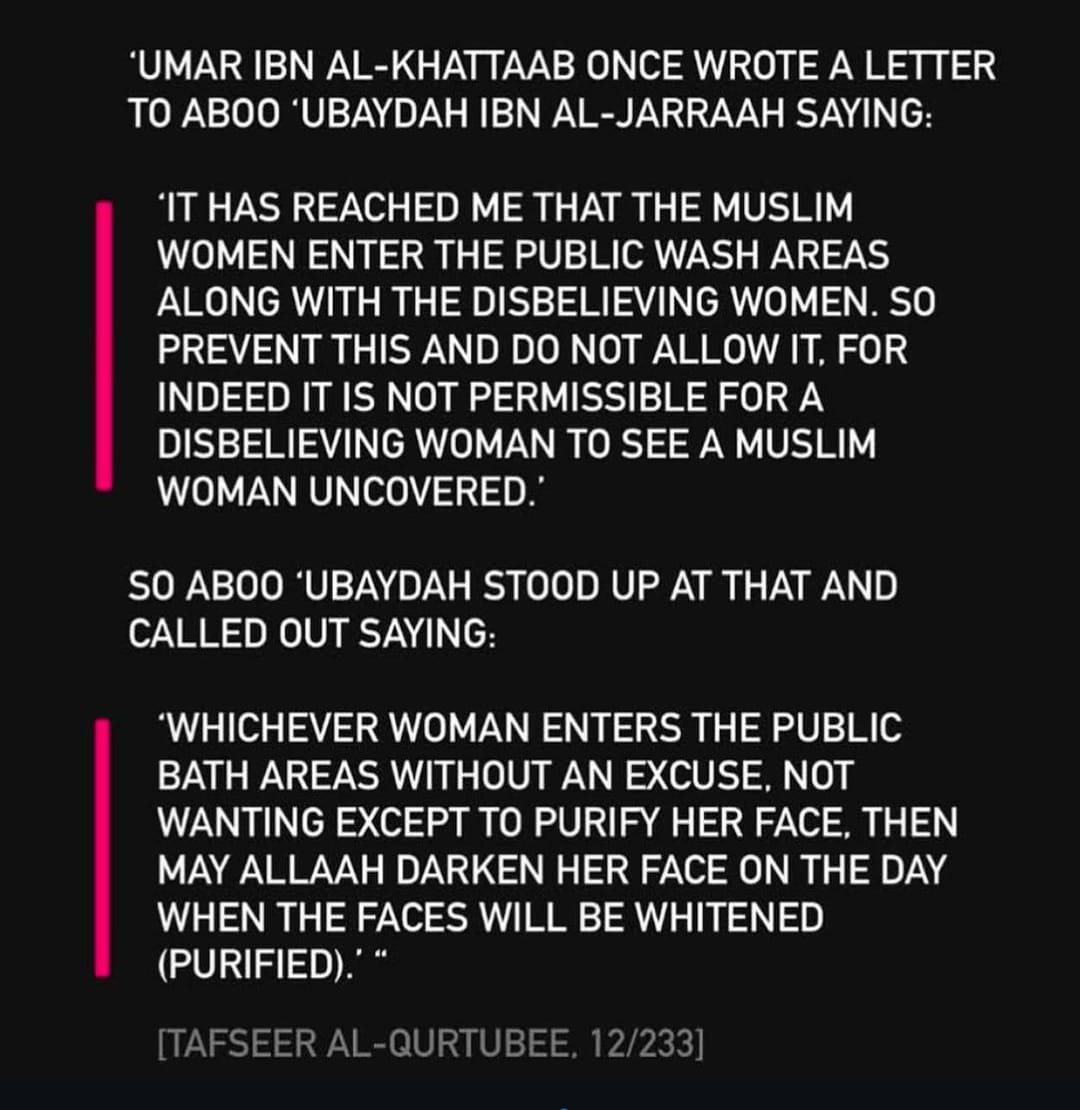 ‘UMAR IBN AL-KHATTAAB ONCE WROTE A LETTER
TO ABOO ‘UBAYDAH IBN AL-JARRAAH SAYING:
‘IT HAS REACHED ME THAT THE MUSLIM
WOMEN ENTER THE PUBLIC WASH AREAS
ALONG WITH THE DISBELIEVING WOMEN. SO
PREVENT THIS AND DO NOT ALLOW IT, FOR
INDEED IT IS NOT PERMISSIBLE FOR A
DISBELIEVING WOMAN TO SEE A MUSLIM
WOMAN UNCOVERED.’
SO ABOO ‘UBAYDAH STOOD UP AT THAT AND
CALLED OUT SAYING:
‘WHICHEVER WOMAN ENTERS THE PUBLIC
BATH AREAS WITHOUT AN EXCUSE, NOT
WANTING EXCEPT TO PURIFY HER FACE, THEN
MAY ALLAAH DARKEN HER FACE ON THE DAY
WHEN THE FACES WILL BE WHITENED
(PURIFIED).’ “
[TAFSEER AL-QURTUBEE, 12/233]